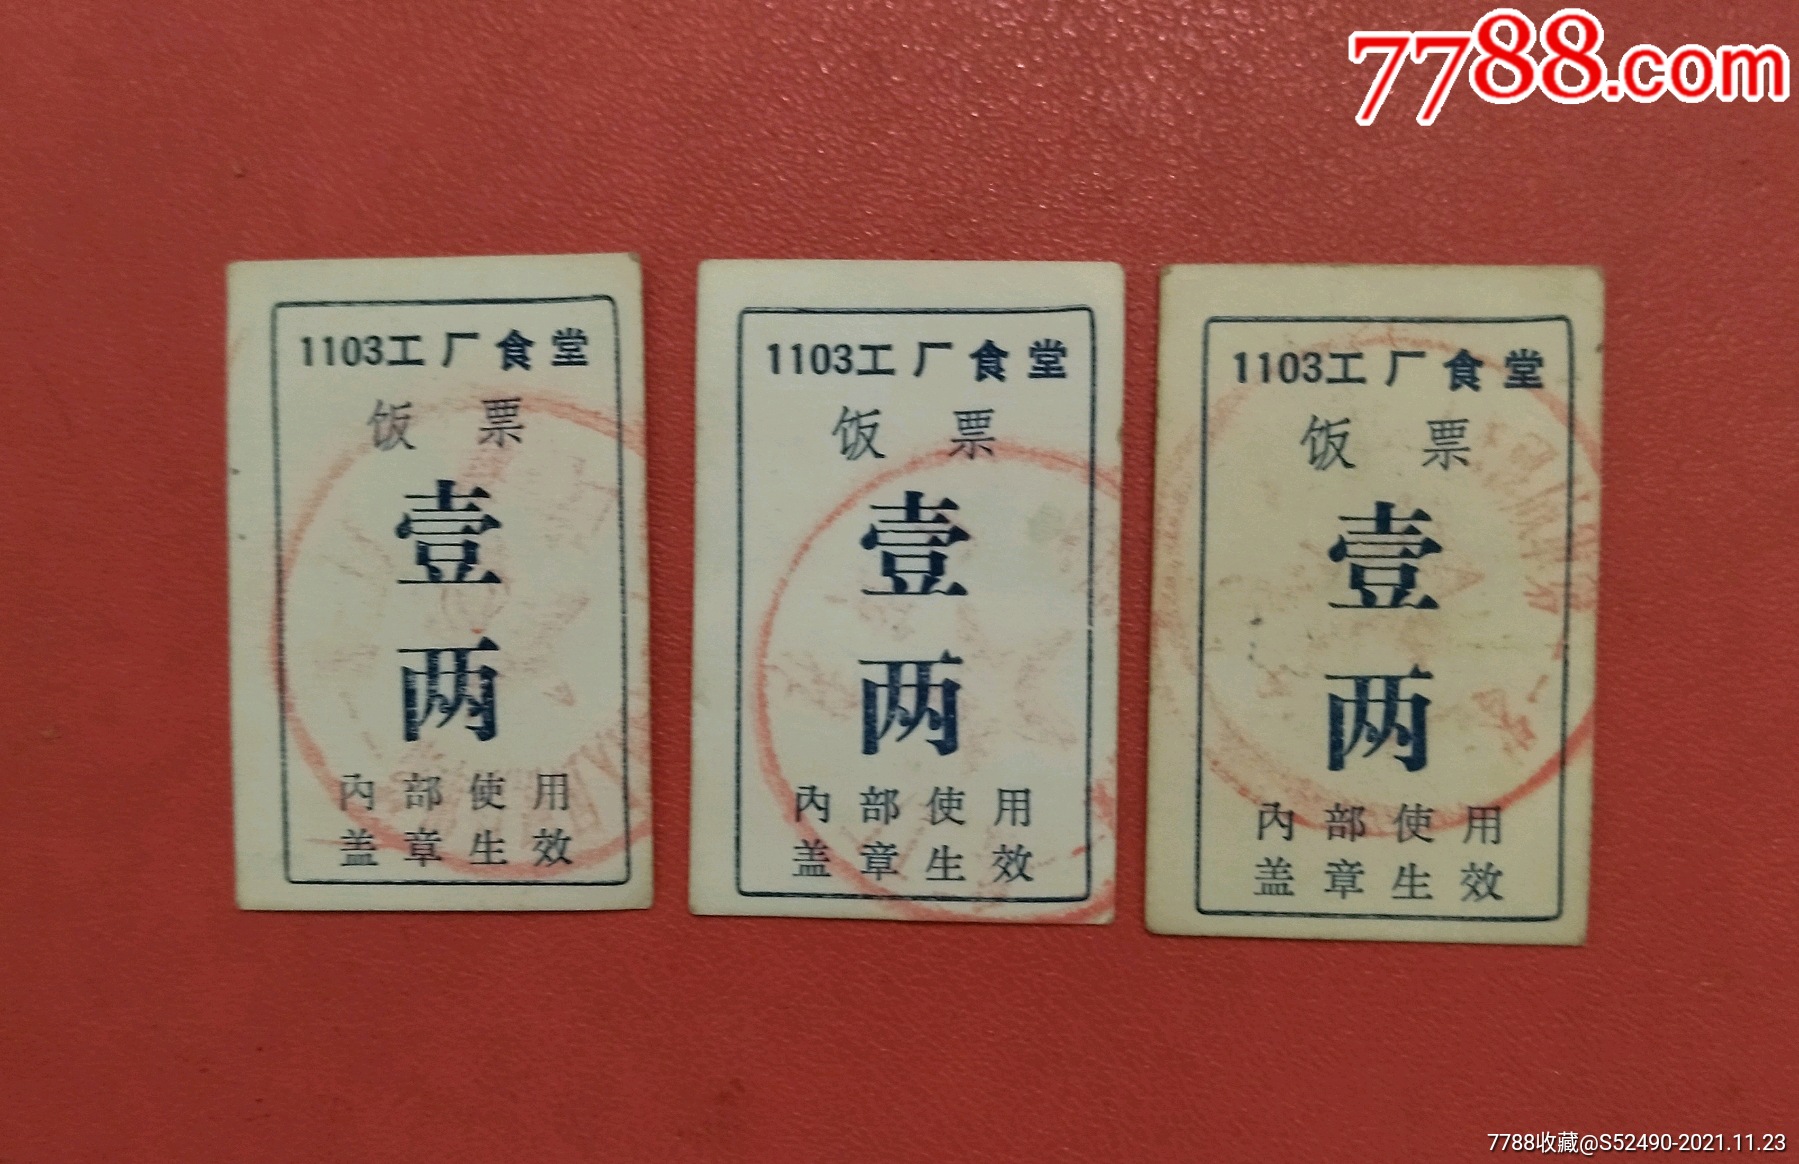 7788.com
1103工厂食堂
饭票
壹
两
内部使用
盖章生效
1103工厂食堂
饭票
壹
两
内部使用
盖章生效
1103工厂食堂
饭票
壹
两
内部使用
盖章生效
7788收藏@S52490-2021.11.23